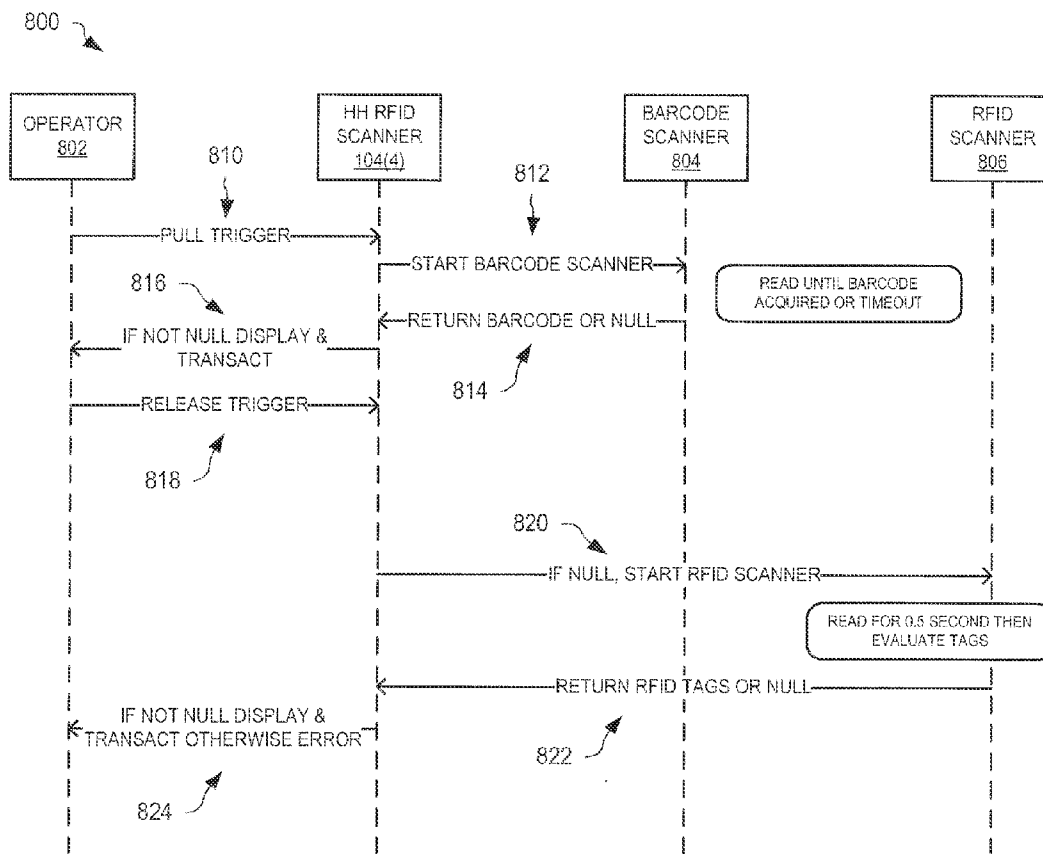 800
OPERATOR
802
HH RFID
SCANNER
104(4)
BARCODE
SCANNER
804
RFID
SCANNER
806
810
812
PULL TRIGGER
START BARCODE SCANNER
READ UNTIL BARCODE
ACQUIRED OR TIMEOUT
816
RETURN BARCODE OR NULL
IF NOT NULL DISPLAY &
TRANSACT
814
RELEASE TRIGGER
818
820
IF NULL, START RFID SCANNER
READ FOR 0.5 SECOND THEN
EVALUATE TAGS
RETURN RFID TAGS OR NULL
IF NOT NULL DISPLAY &
TRANSACT OTHERWISE ERROR
822
824